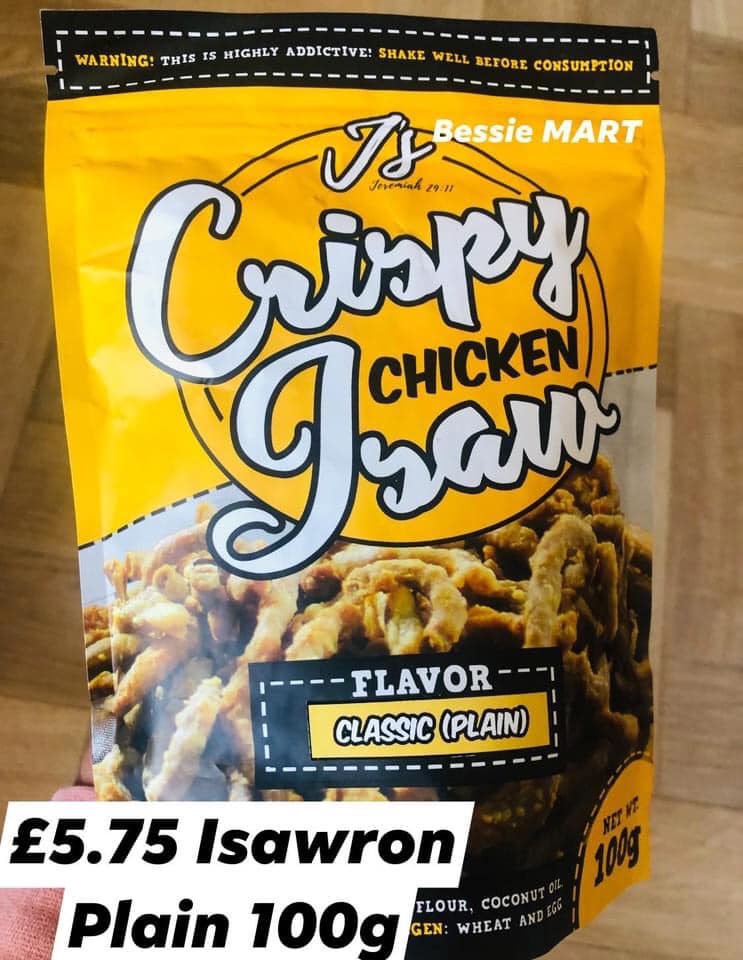 WARNING! THIS IS HIGHLY ADDICTIVE! SHAKE WELL BEFORE CONSUMPTION
Bessie MART
J's
Jeremiah 29:11
Crispy
CHICKEN
Isaw
FLAVOR
CLASSIC (PLAIN)
NET WT.
100g
£5.75 Isawron
Plain 100g
FLOUR, COCONUT OIL.
GEN: WHEAT AND EGG